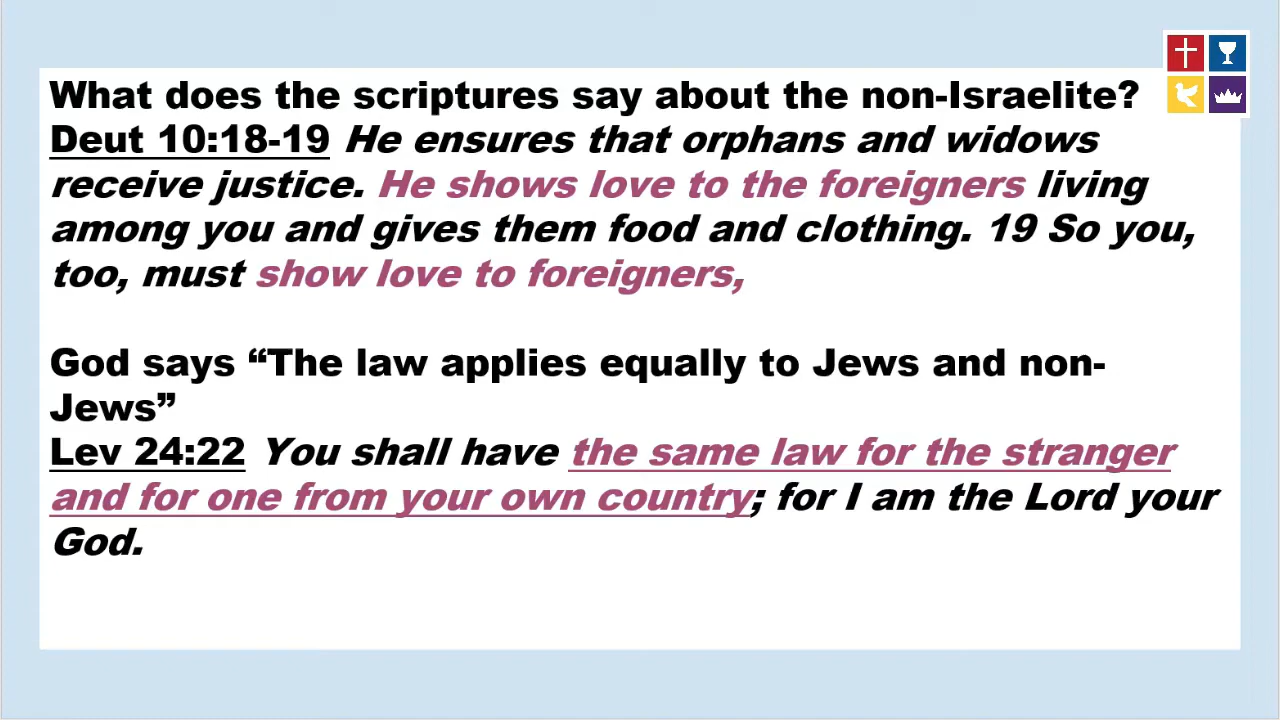 What does the scriptures say about the non-Israelite?
Deut 10:18-19 He ensures that orphans and widows
receive justice. He shows love to the foreigners living
among you and gives them food and clothing. 19 So you,
too, must show love to foreigners,
God says “The law applies equally to Jews and non-
Jews”
Lev 24:22 You shall have the same law for the stranger
and for one from your own country; for I am the Lord your
God.